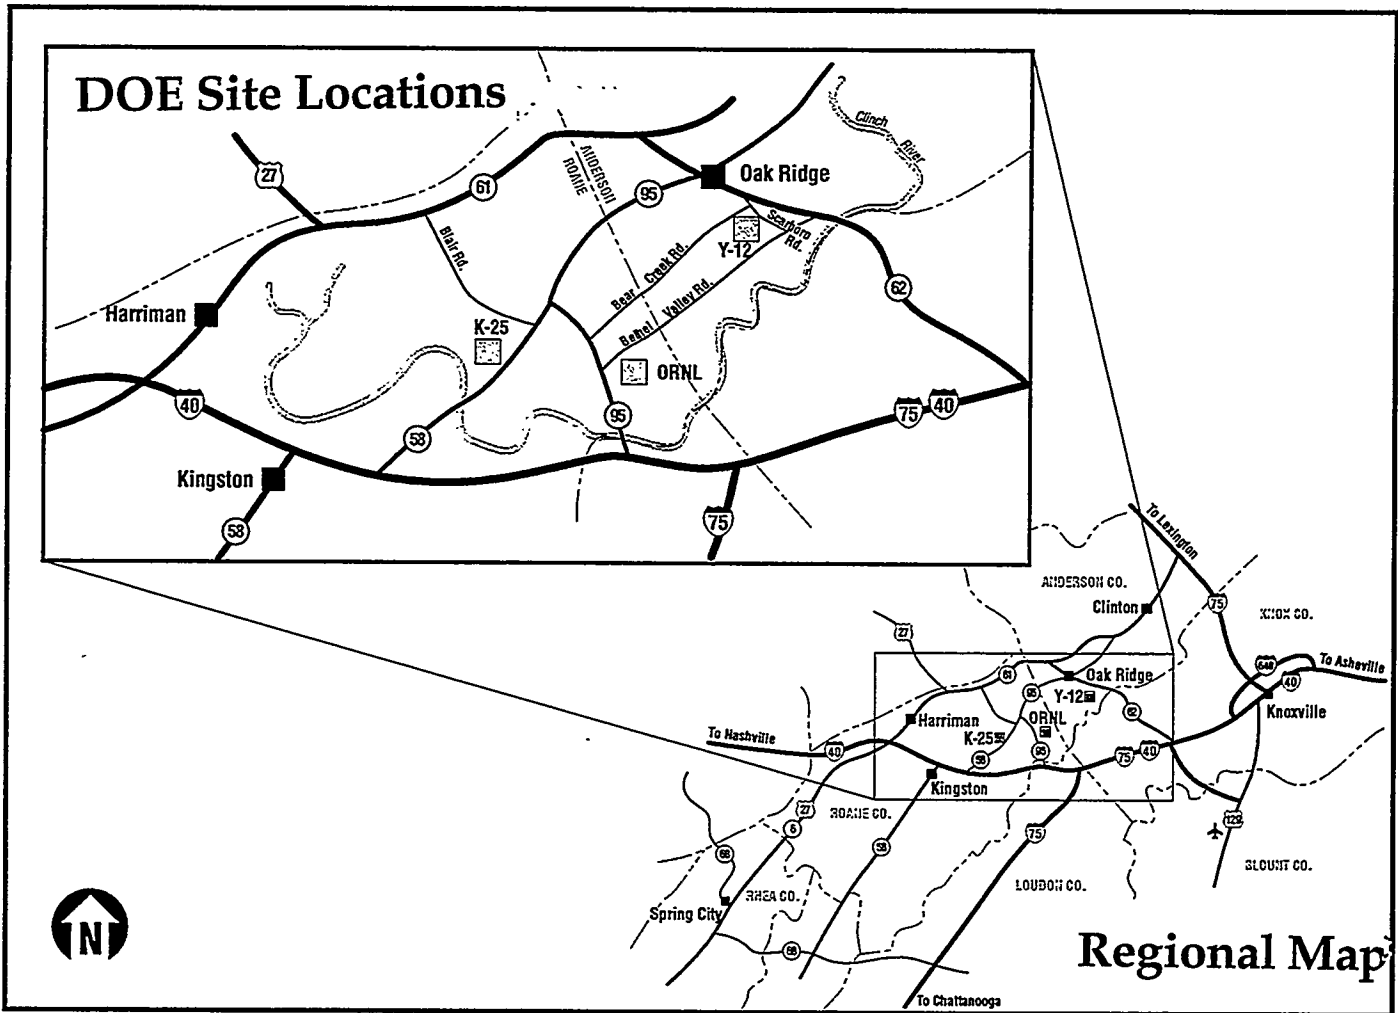 DOE Site Locations
27
61
ANDERSON
ROANE
95
Oak Ridge
Clinch
River
Scarboro
Rd.
Y-12
Blair Rd.
Bear Creek Rd.
Bethel Valley Rd.
62
Harriman
K-25
ORNL
40
95
58
75
40
Kingston
58
75
To Lexington
ANDERSON CO.
Clinton
75
KNOX CO.
27
640
To Asheville
40
61
Oak Ridge
95
Y-12
62
Knoxville
Harriman
ORNL
To Nashville
40
K-25
58
95
75
40
Kingston
27
ROANE CO.
6
75
129
58
68
BLOUNT CO.
LOUDON CO.
RHEA CO.
Spring City
68
N
Regional Map
To Chattanooga